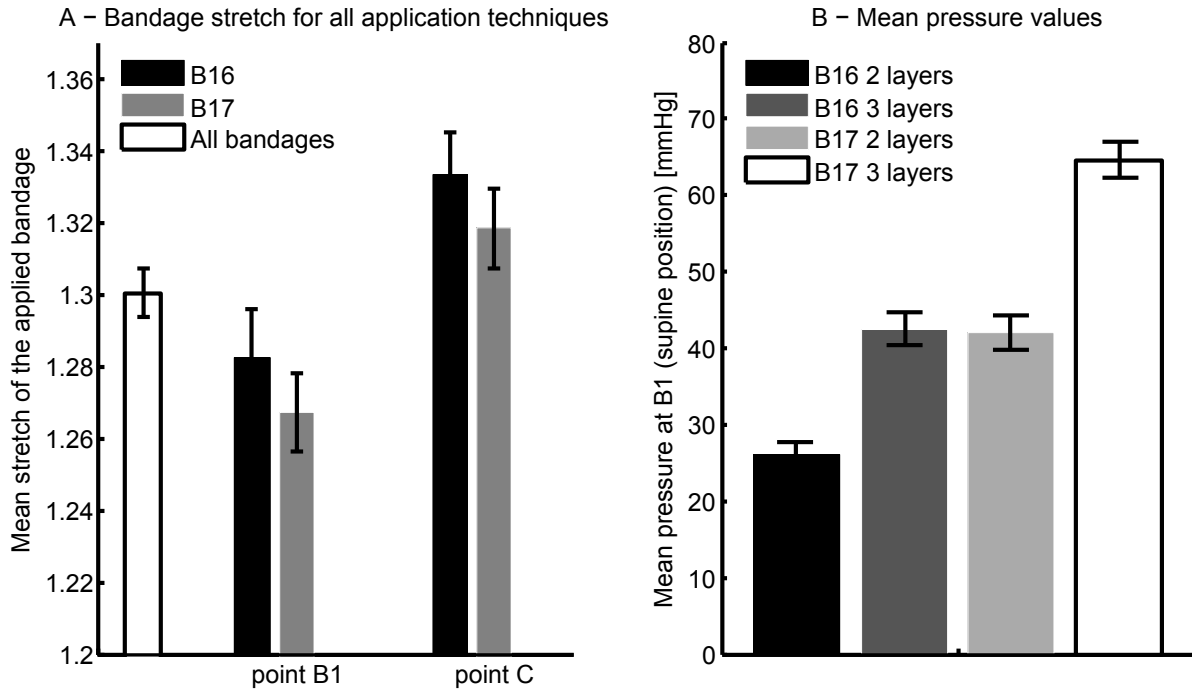 A − Bandage stretch for all application techniques
Mean stretch of the applied bandage
1.36
1.34
1.32
1.3
1.28
1.26
1.24
1.22
1.2
B16
B17
All bandages
point B1
point C
B − Mean pressure values
Mean pressure at B1 (supine position) [mmHg]
80
70
60
50
40
30
20
10
0
B16 2 layers
B16 3 layers
B17 2 layers
B17 3 layers